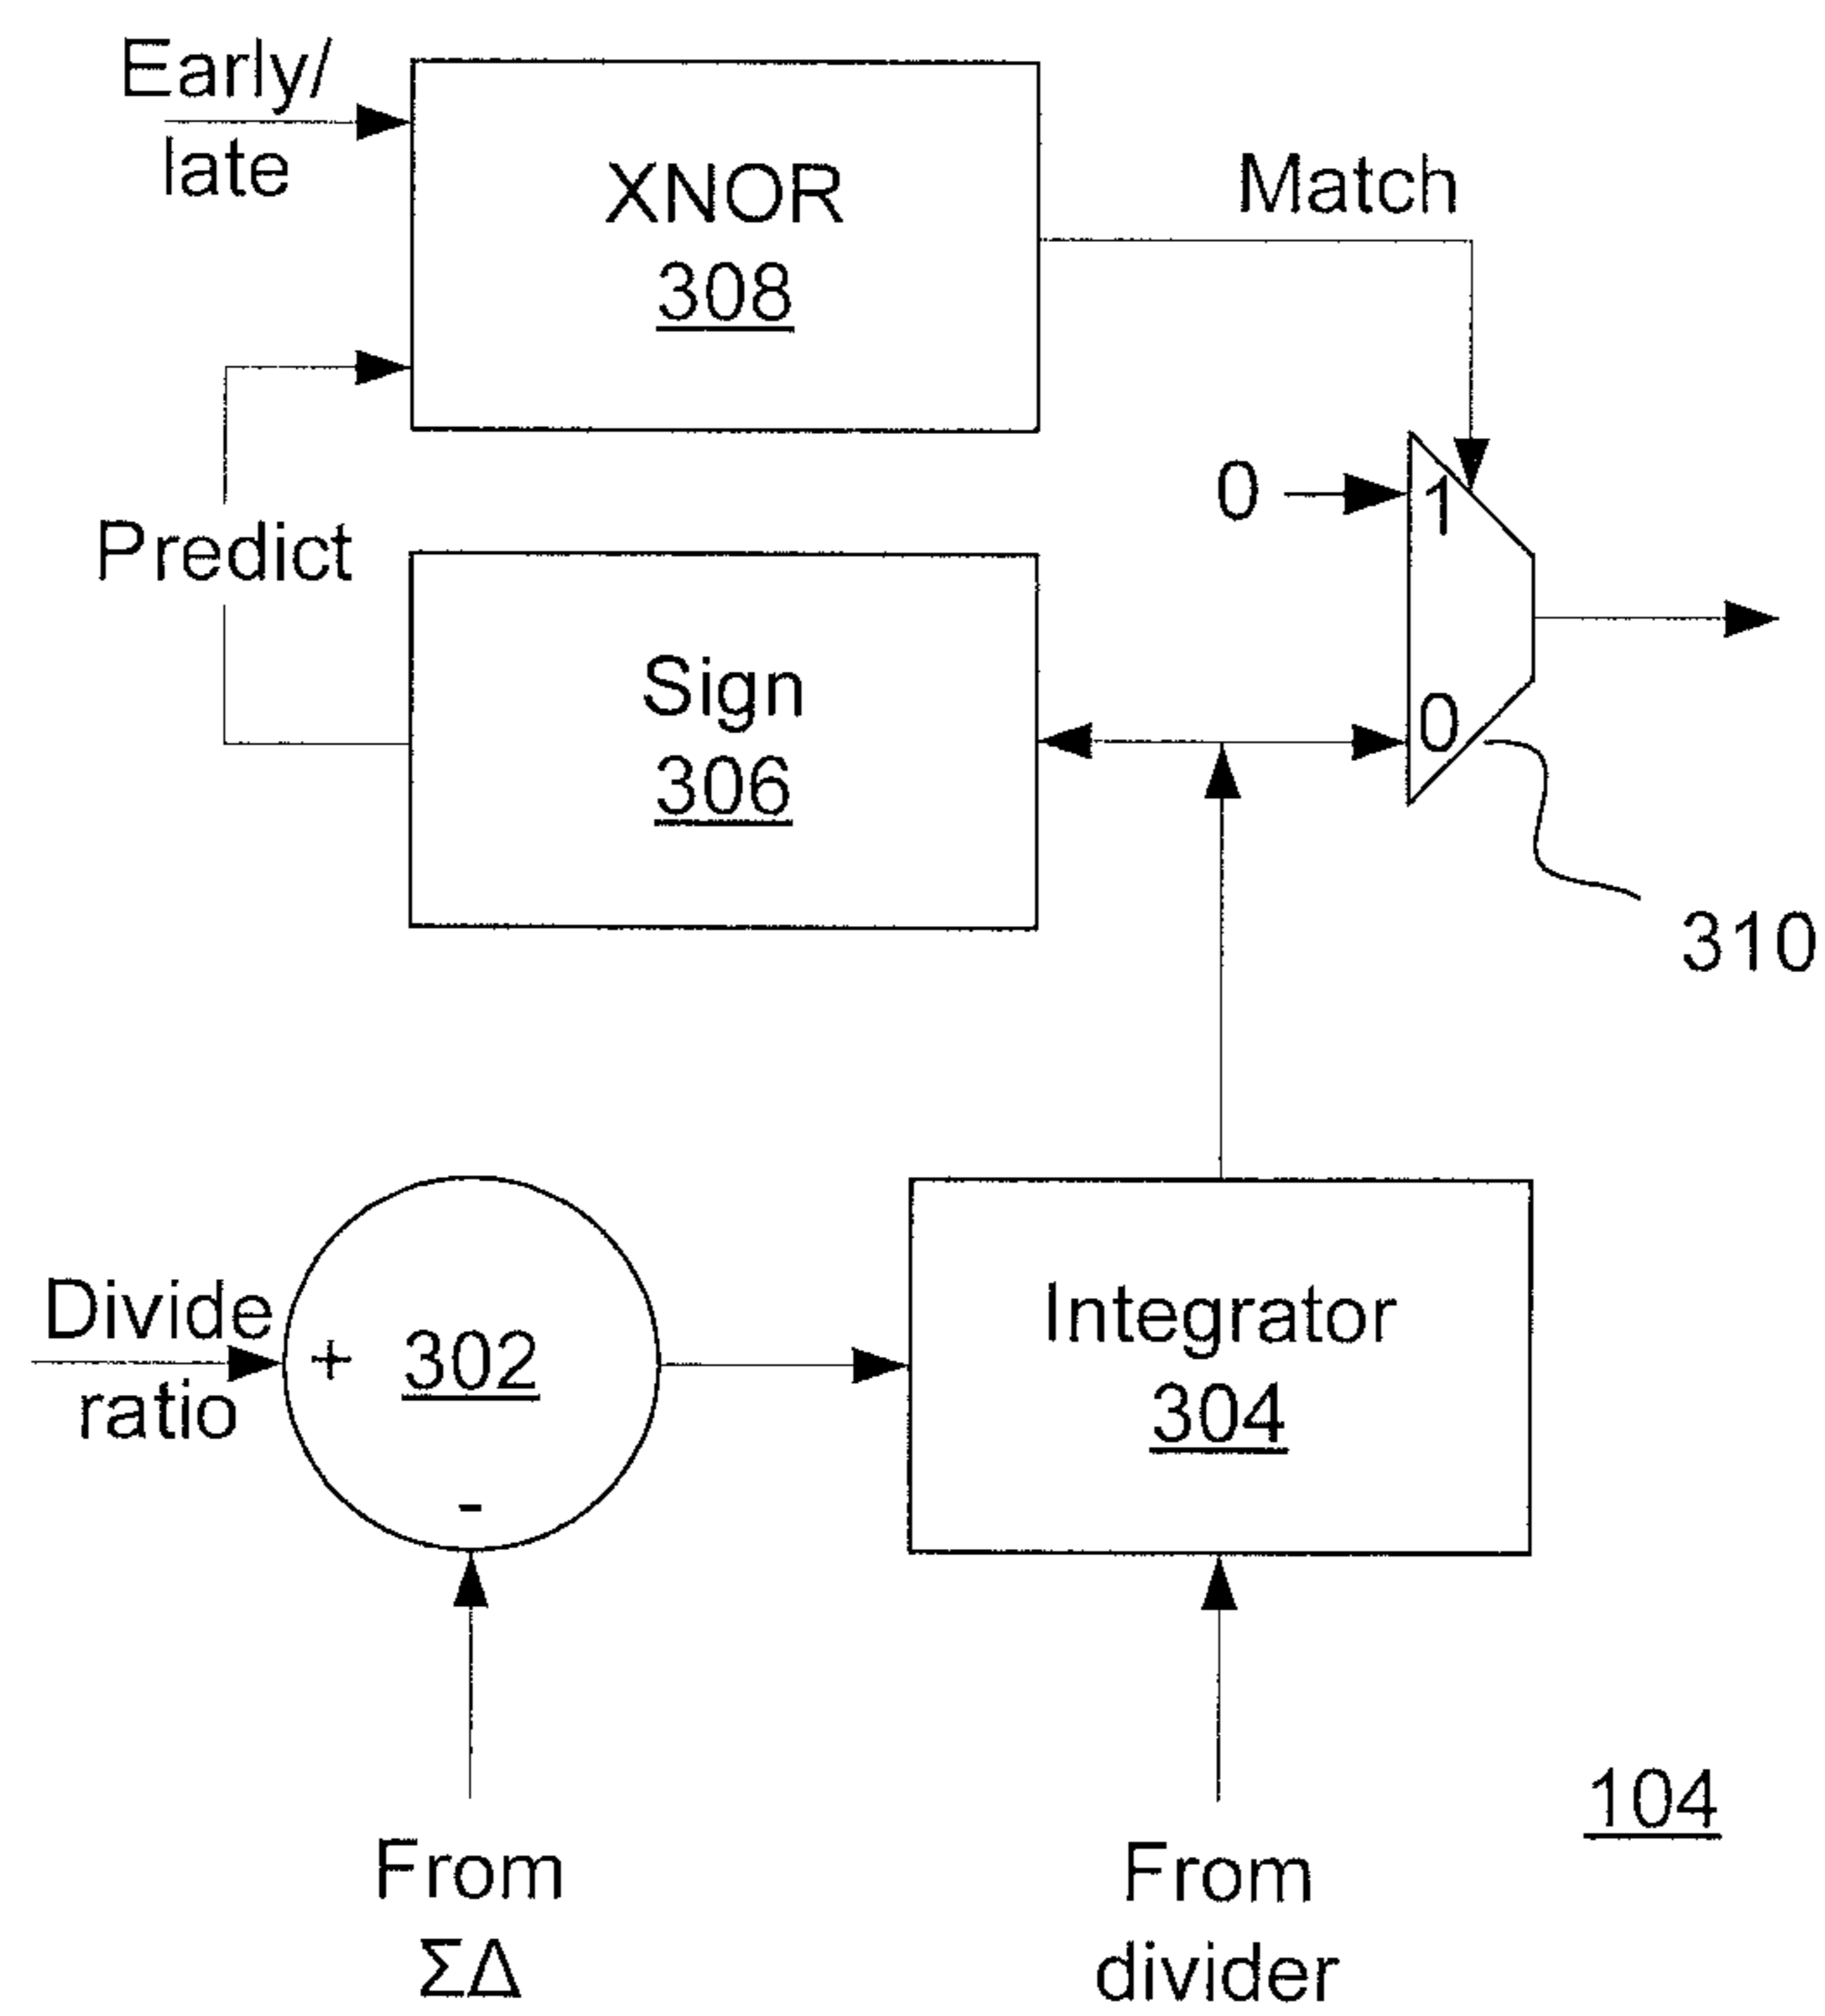 Early/
late
XNOR
308
Match
0
1
Predict
Sign
306
0
310
Divide
ratio
+
302
-
Integrator
304
From
ΣΔ
From
divider
104